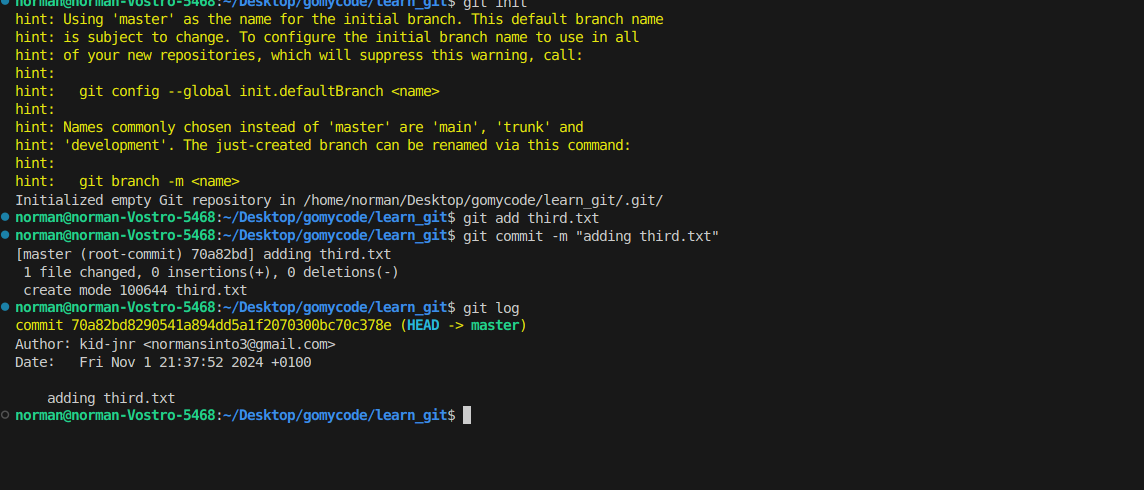 norman@norman-Vostro-5468:~/Desktop/gomycode/learn_git$ git init
hint: Using 'master' as the name for the initial branch. This default branch name
hint: is subject to change. To configure the initial branch name to use in all
hint: of your new repositories, which will suppress this warning, call:
hint:
hint:   git config --global init.defaultBranch <name>
hint:
hint: Names commonly chosen instead of 'master' are 'main', 'trunk' and
hint: 'development'. The just-created branch can be renamed via this command:
hint:
hint:   git branch -m <name>
Initialized empty Git repository in /home/norman/Desktop/gomycode/learn_git/.git/
norman@norman-Vostro-5468:~/Desktop/gomycode/learn_git$ git add third.txt
norman@norman-Vostro-5468:~/Desktop/gomycode/learn_git$ git commit -m "adding third.txt"
[master (root-commit) 70a82bd] adding third.txt
 1 file changed, 0 insertions(+), 0 deletions(-)
 create mode 100644 third.txt
norman@norman-Vostro-5468:~/Desktop/gomycode/learn_git$ git log
commit 70a82bd8290541a894dd5a1f2070300bc70c378e (HEAD -> master)
Author: kid-jnr <normansinto3@gmail.com>
Date:   Fri Nov 1 21:37:52 2024 +0100

    adding third.txt
norman@norman-Vostro-5468:~/Desktop/gomycode/learn_git$